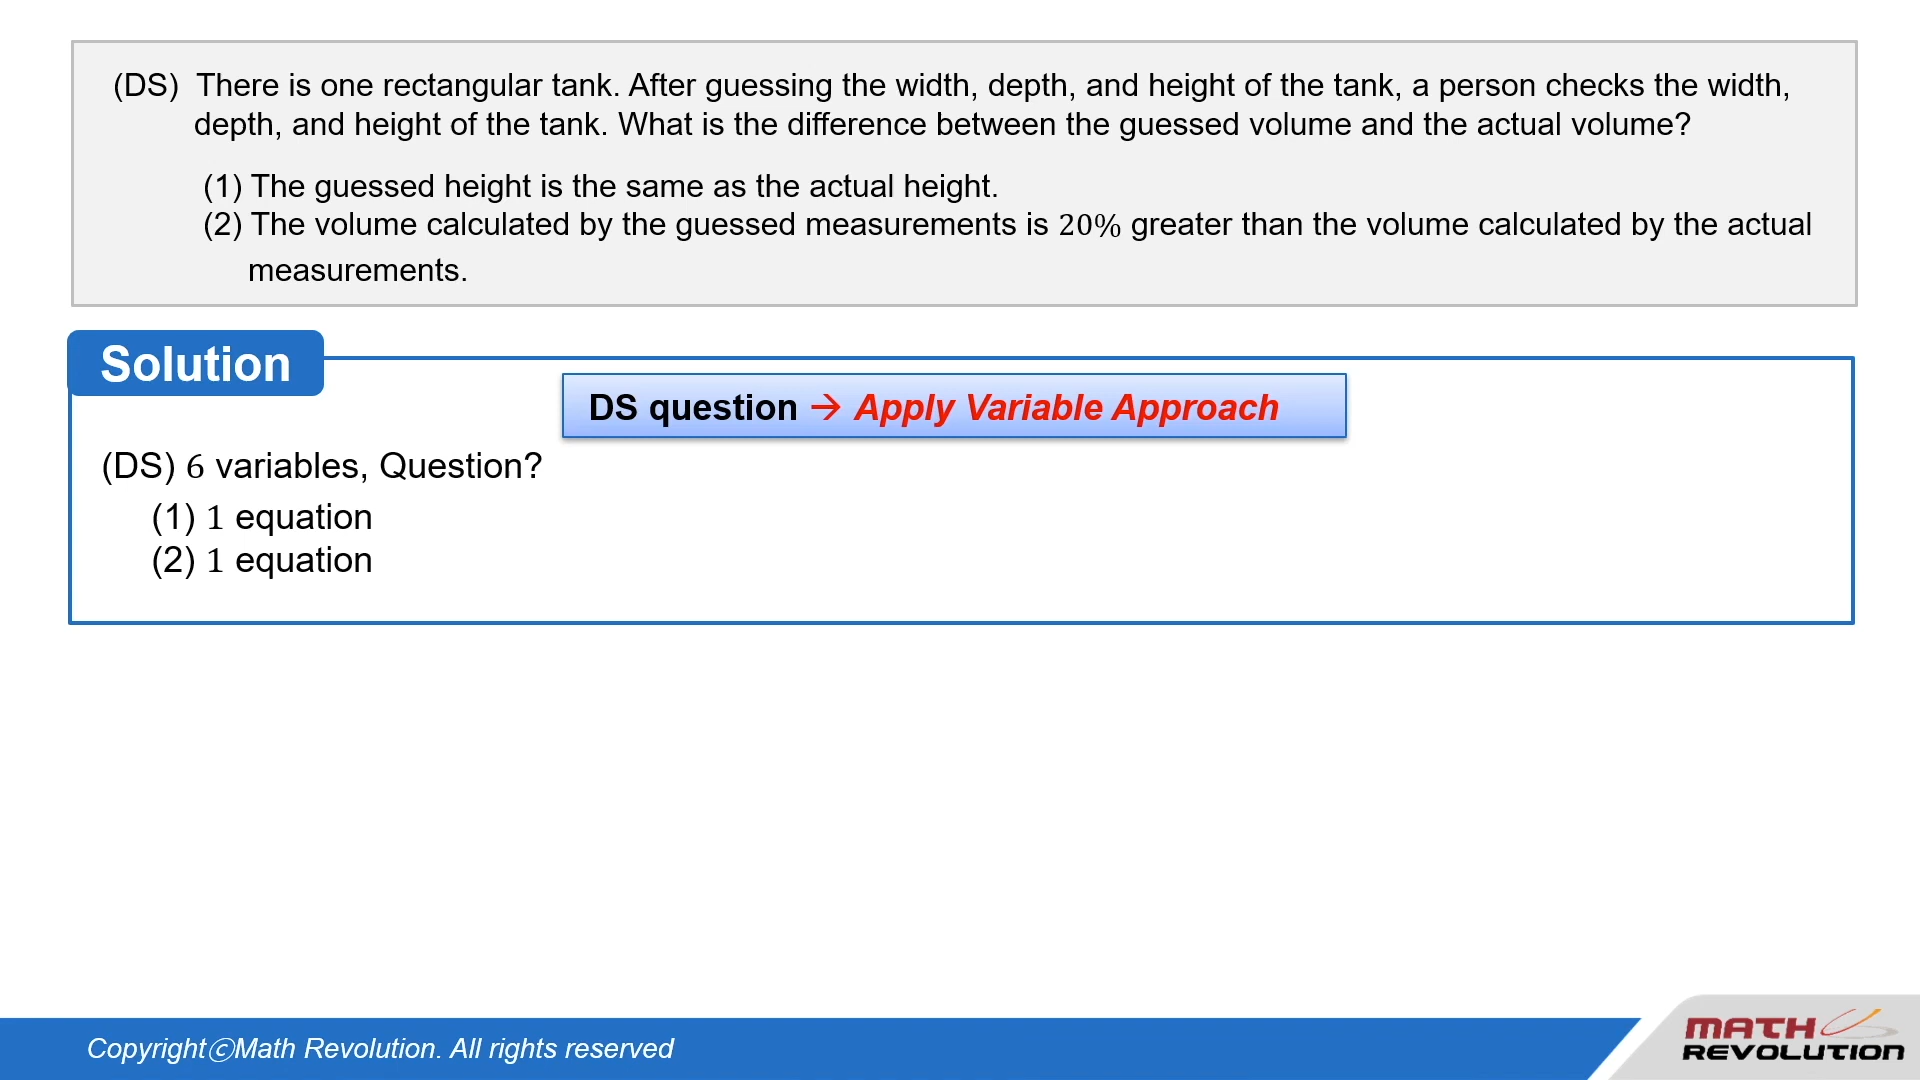 (DS) There is one rectangular tank. After guessing the width, depth, and height of the tank, a person checks the width,
depth, and height of the tank. What is the difference between the guessed volume and the actual volume?
(1) The guessed height is the same as the actual height.
(2) The volume calculated by the guessed measurements is 20% greater than the volume calculated by the actual
measurements.
Solution
DS question → Apply Variable Approach
(DS) 6 variables, Question?
(1) 1 equation
(2) 1 equation
CopyrightⓒMath Revolution. All rights reserved
MATH
REVOLUTION